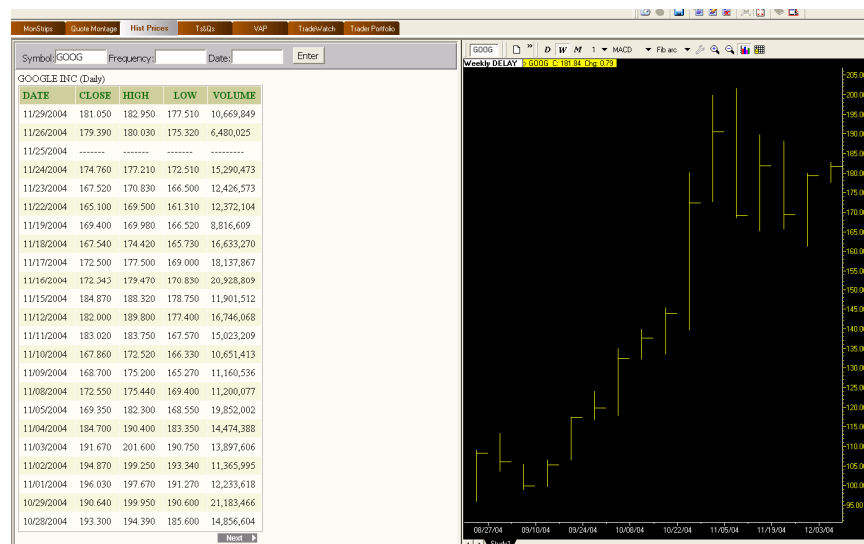 MonStrips Quote Montage Hist Prices Ts&Qs VAP TradeWatch Trader Portfolio
Symbol: GOOG Frequency: Date: Enter
GOOGLE INC (Daily)
DATE CLOSE HIGH LOW VOLUME
11/29/2004 181.050 182.950 177.510 10,669,849
11/26/2004 179.390 180.030 175.320 6,480,025
11/25/2004 ------- ------- ------- ---------
11/24/2004 174.760 177.210 172.510 15,290,473
11/23/2004 167.520 170.830 166.500 12,426,573
11/22/2004 165.100 169.500 161.310 12,372,104
11/19/2004 169.400 169.980 166.520 8,816,609
11/18/2004 167.540 174.420 165.730 16,633,270
11/17/2004 172.500 177.500 169.000 18,137,867
11/16/2004 172.545 179.470 170.830 20,928,809
11/15/2004 184.870 188.320 178.750 11,901,512
11/12/2004 182.000 189.800 177.400 16,746,068
11/11/2004 183.020 183.750 167.570 15,023,209
11/10/2004 167.860 172.520 166.330 10,651,413
11/09/2004 168.700 175.200 165.270 11,160,536
11/08/2004 172.550 175.440 169.400 11,200,077
11/05/2004 169.350 182.300 168.550 19,852,002
11/04/2004 184.700 190.400 183.350 14,474,388
11/03/2004 191.670 201.600 190.750 13,897,606
11/02/2004 194.870 199.250 193.340 11,365,995
11/01/2004 196.030 197.670 191.270 12,233,618
10/29/2004 190.640 199.950 190.600 21,183,466
10/28/2004 193.300 194.390 185.600 14,856,604
Next
GOOG » D W M 1 MACD Fib arc
Weekly DELAY GOOG C: 181.84 Chg: 0.79
205.00
200.00
195.00
190.00
185.00
180.00
175.00
170.00
165.00
160.00
155.00
150.00
145.00
140.00
135.00
130.00
125.00
120.00
115.00
110.00
105.00
100.00
95.00
08/27/04 09/10/04 09/24/04 10/08/04 10/22/04 11/05/04 11/19/04 12/03/04
Study1